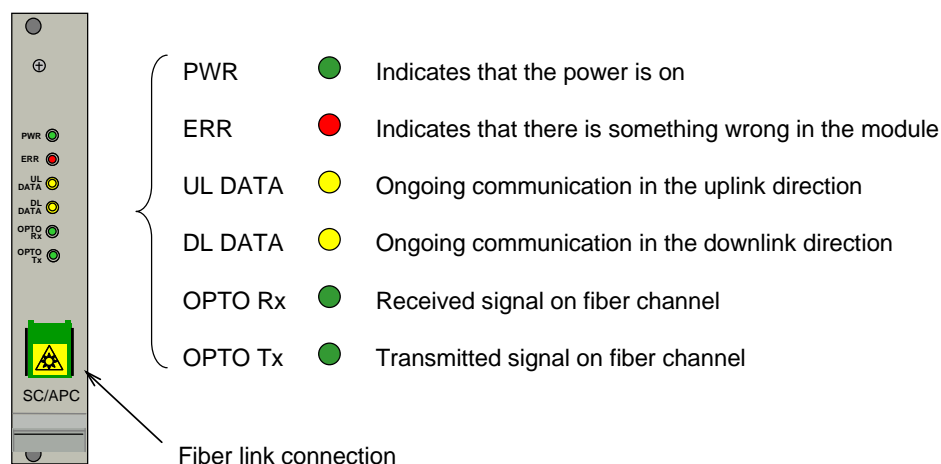 PWR
ERR
UL
DATA
DL
DATA
OPTO
Rx
OPTO
Tx
SC/APC
PWR Indicates that the power is on
ERR Indicates that there is something wrong in the module
UL DATA Ongoing communication in the uplink direction
DL DATA Ongoing communication in the downlink direction
OPTO Rx Received signal on fiber channel
OPTO Tx Transmitted signal on fiber channel
Fiber link connection